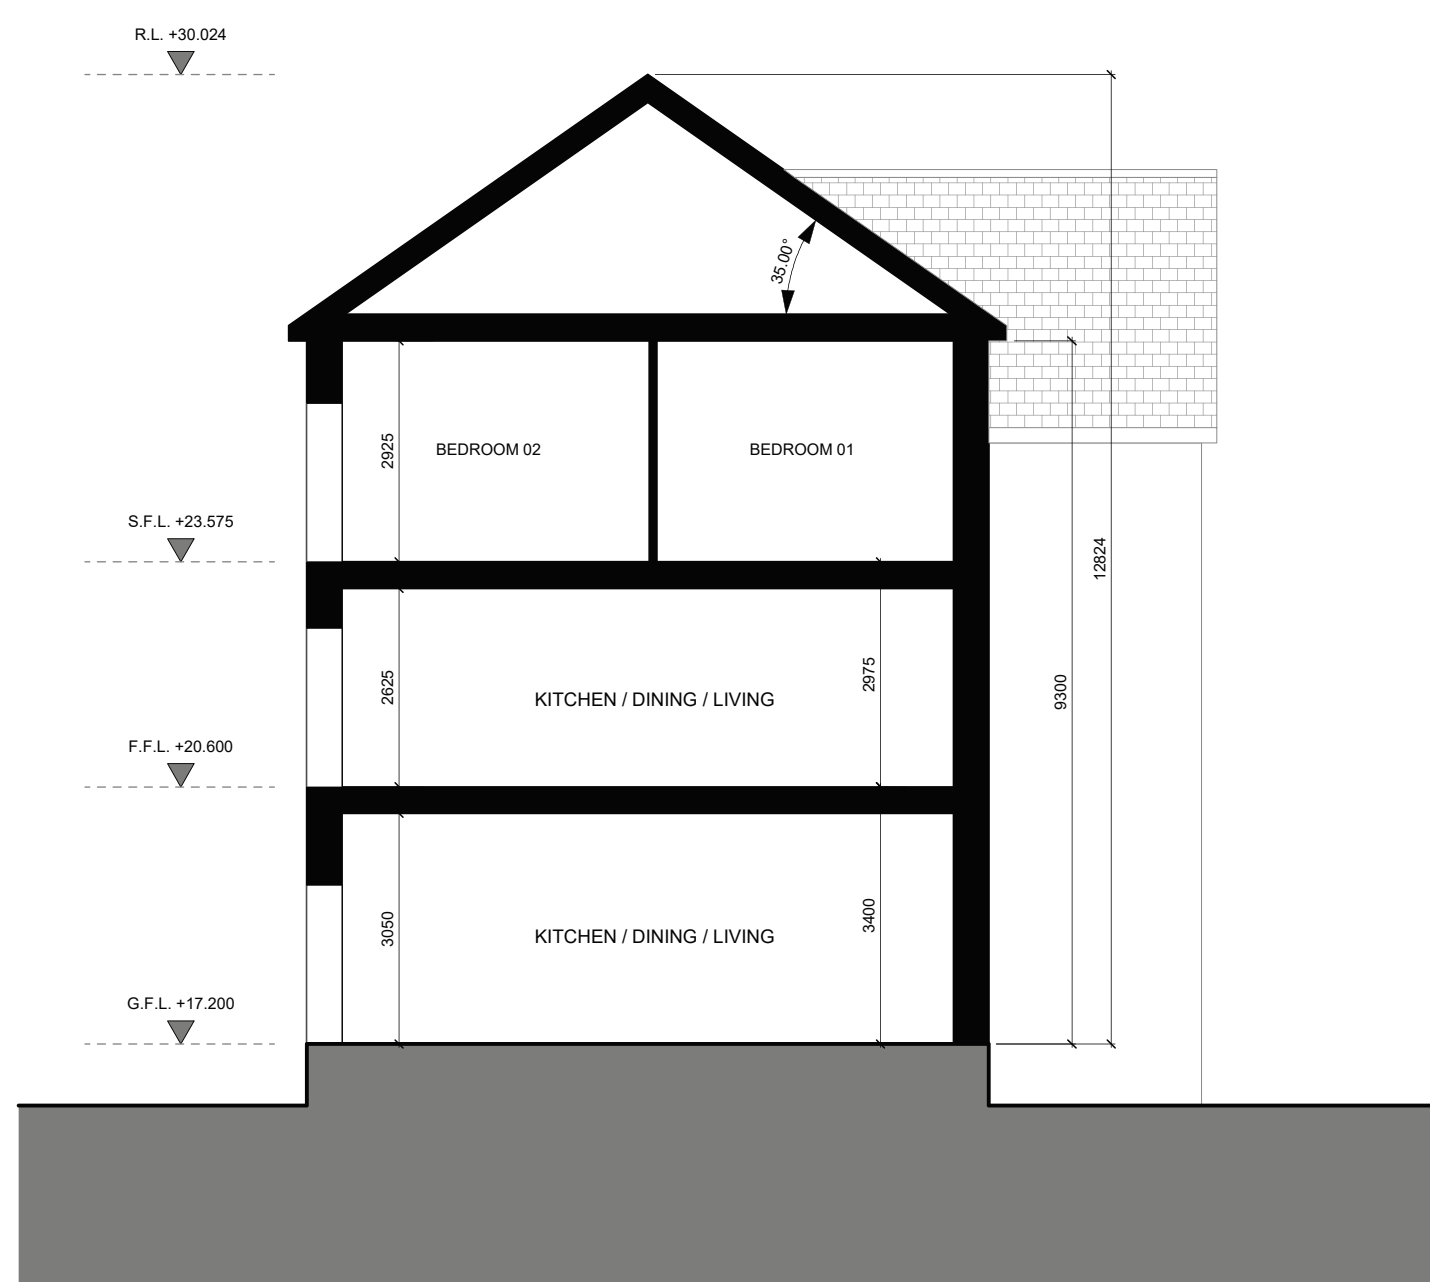 R.L. +30.024
35.00°
2925
BEDROOM 02
BEDROOM 01
S.F.L. +23.575
12824
2625
KITCHEN / DINING / LIVING
2975
9300
F.F.L. +20.600
3050
KITCHEN / DINING / LIVING
3400
G.F.L. +17.200